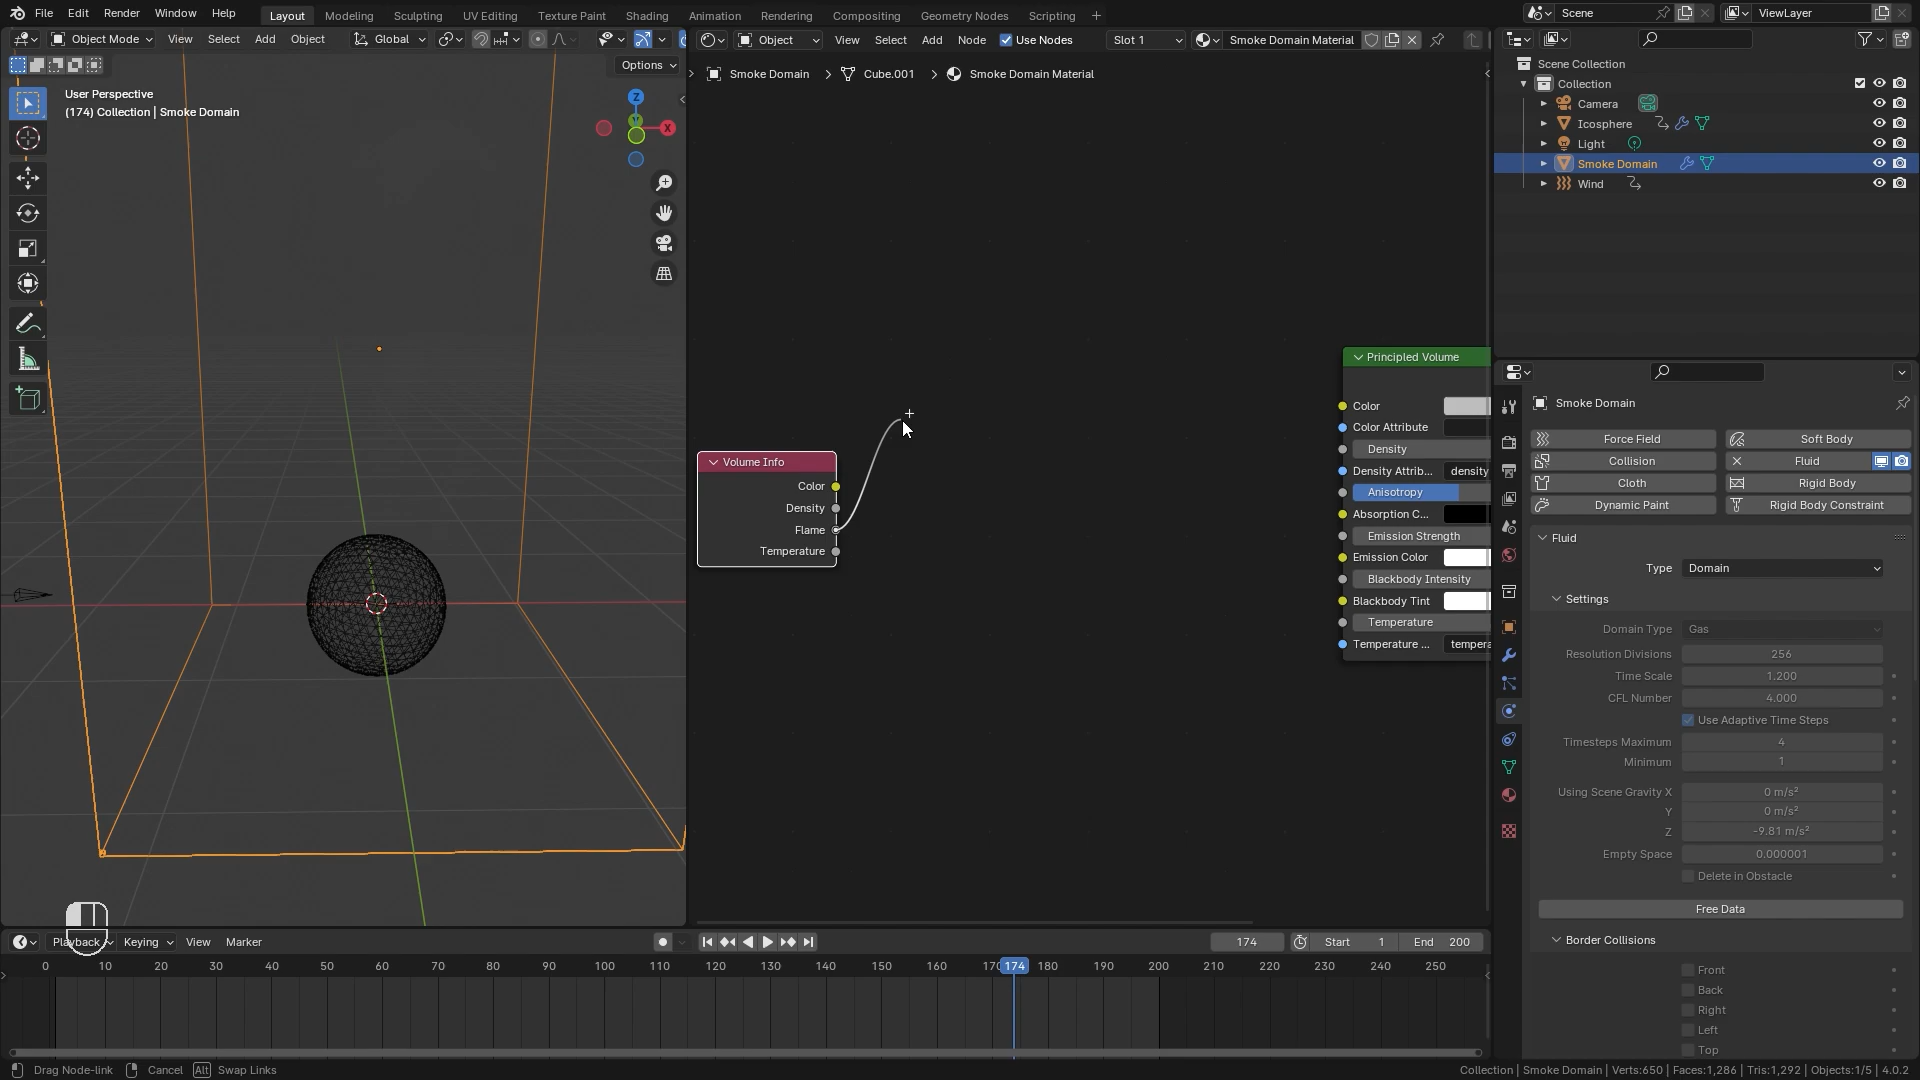 File Edit Render Window Help Layout Modeling Sculpting UV Editing Texture Paint Shading Animation Rendering Compositing Geometry Nodes Scripting Scene ViewLayer
Object Mode View Select Add Object Global
Object View Select Add Node Use Nodes Slot 1 Smoke Domain Material
Options
User Perspective
(174) Collection | Smoke Domain
Z
Y
X
Smoke Domain Cube.001 Smoke Domain Material
Volume Info
Color
Density
Flame
Temperature
Principled Volume
Color
Color Attribute
Density
Density Attrib... density
Anisotropy
Absorption C...
Emission Strength
Emission Color
Blackbody Intensity
Blackbody Tint
Temperature
Temperature ... tempera
Scene Collection
Collection
Camera
Icosphere
Light
Smoke Domain
Wind
Smoke Domain
Force Field Soft Body
Collision Fluid
Cloth Rigid Body
Dynamic Paint Rigid Body Constraint
Fluid
Type Domain
Settings
Domain Type Gas
Resolution Divisions 256
Time Scale 1.200
CFL Number 4.000
Use Adaptive Time Steps
Timesteps Maximum 4
Minimum 1
Using Scene Gravity X 0 m/s²
Y 0 m/s²
Z -9.81 m/s²
Empty Space 0.000001
Delete in Obstacle
Free Data
Border Collisions
Front
Back
Right
Left
Top
Playback Keying View Marker 174 Start 1 End 200
0 10 20 30 40 50 60 70 80 90 100 110 120 130 140 150 160 170 174 180 190 200 210 220 230 240 250
Drag Node-link Cancel Alt Swap Links
Collection | Smoke Domain | Verts:650 | Faces:1,286 | Tris:1,292 | Objects:1/5 | 4.0.2